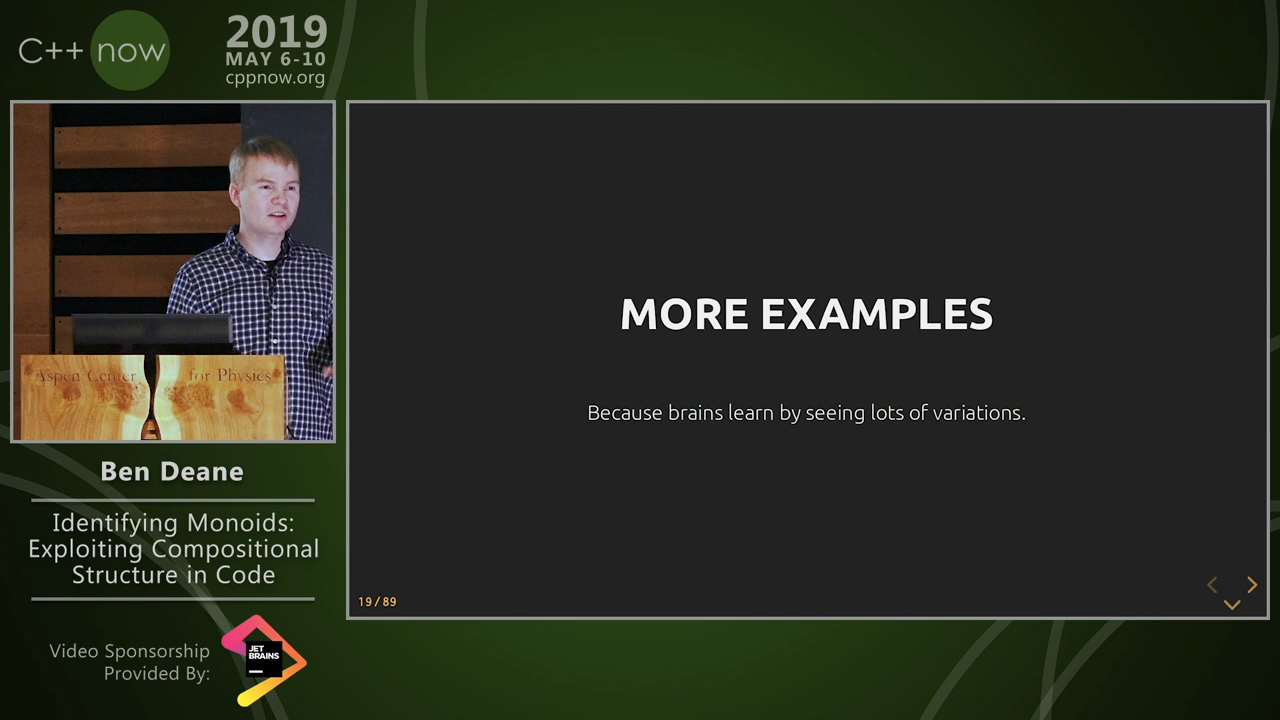 C++ now
2019
MAY 6-10
cppnow.org
Aspen Center for Physics
Ben Deane
Identifying Monoids:
Exploiting Compositional
Structure in Code
Video Sponsorship
Provided By:
JET
BRAINS
MORE EXAMPLES
Because brains learn by seeing lots of variations.
19/89